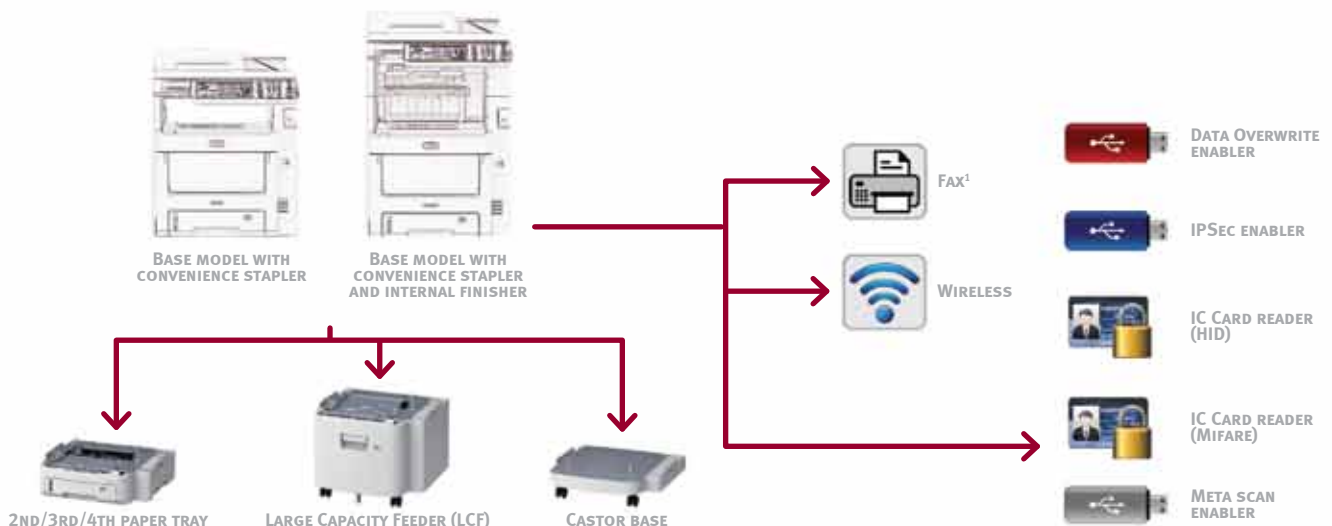 Base model with
convenience stapler
Base model with
convenience stapler
and internal finisher
Fax¹
Wireless
Data Overwrite
enabler
IPSec enabler
IC Card reader
(HID)
IC Card reader
(Mifare)
Meta scan
enabler
2nd/3rd/4th paper tray
Large Capacity Feeder (LCF)
Castor base